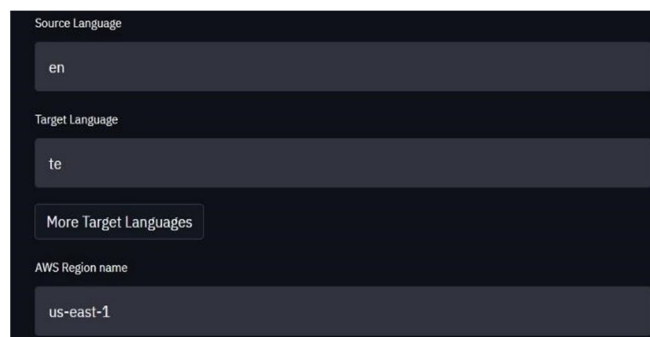 Source Language
en
Target Language
te
More Target Languages
AWS Region name
us-east-1